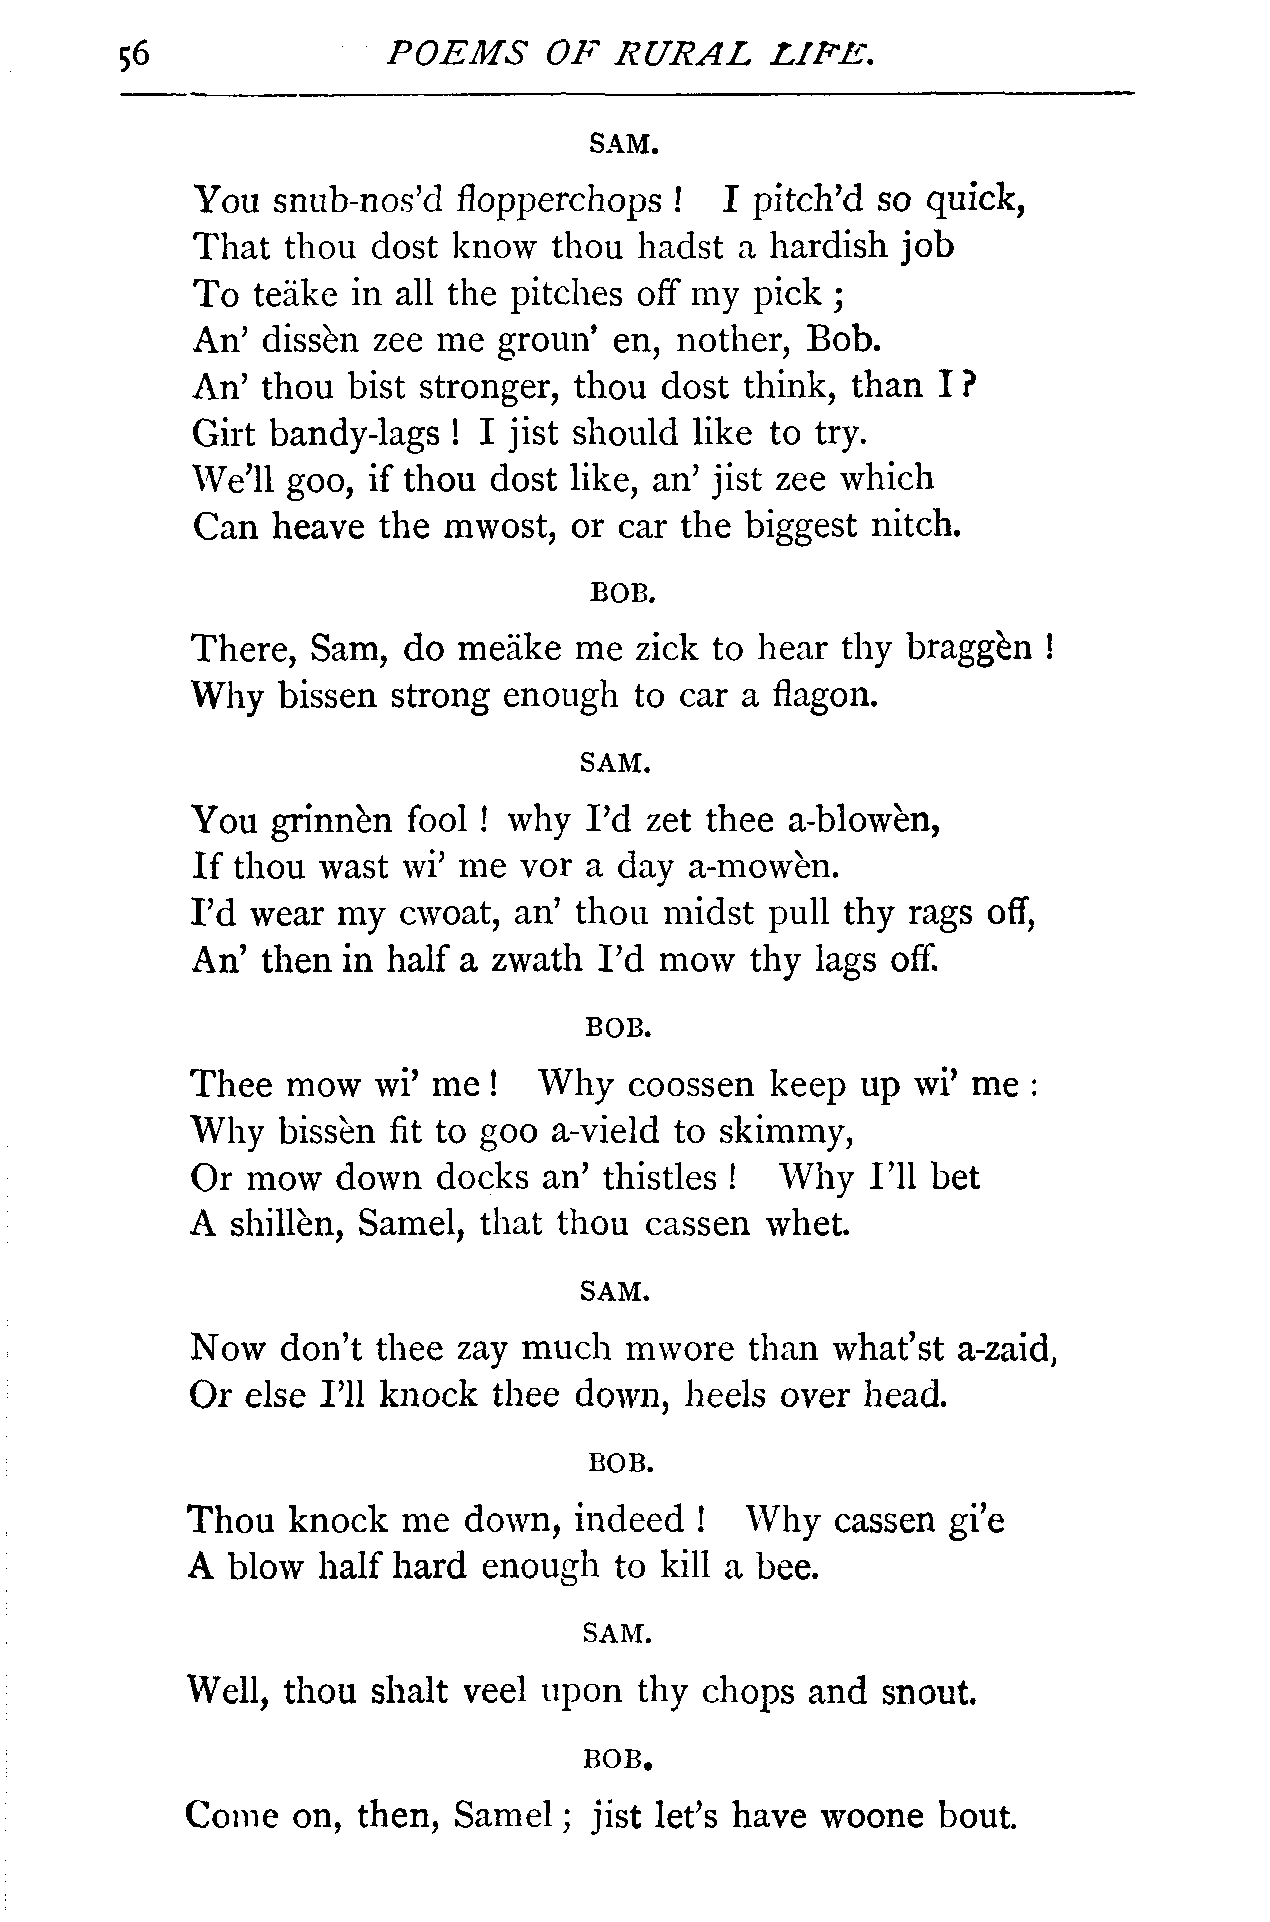 56 POEMS OF RURAL LIFE.
SAM.
You snub-nos'd flopperchops ! I pitch'd so quick,
That thou dost know thou hadst a hardish job
To teäke in all the pitches off my pick ;
An' dissèn zee me groun' en, nother, Bob.
An' thou bist stronger, thou dost think, than I ?
Girt bandy-lags ! I jist should like to try.
We'll goo, if thou dost like, an' jist zee which
Can heave the mwost, or car the biggest nitch.
BOB.
There, Sam, do meäke me zick to hear thy braggèn !
Why bissen strong enough to car a flagon.
SAM.
You grinnèn fool ! why I'd zet thee a-blowèn,
If thou wast wi' me vor a day a-mowèn.
I'd wear my cwoat, an' thou midst pull thy rags off,
An' then in half a zwath I'd mow thy lags off.
BOB.
Thee mow wi' me ! Why coossen keep up wi' me :
Why bissèn fit to goo a-vield to skimmy,
Or mow down docks an' thistles ! Why I'll bet
A shillèn, Samel, that thou cassen whet.
SAM.
Now don't thee zay much mwore than what'st a-zaid,
Or else I'll knock thee down, heels over head.
BOB.
Thou knock me down, indeed ! Why cassen gi'e
A blow half hard enough to kill a bee.
SAM.
Well, thou shalt veel upon thy chops and snout.
BOB.
Come on, then, Samel ; jist let's have woone bout.